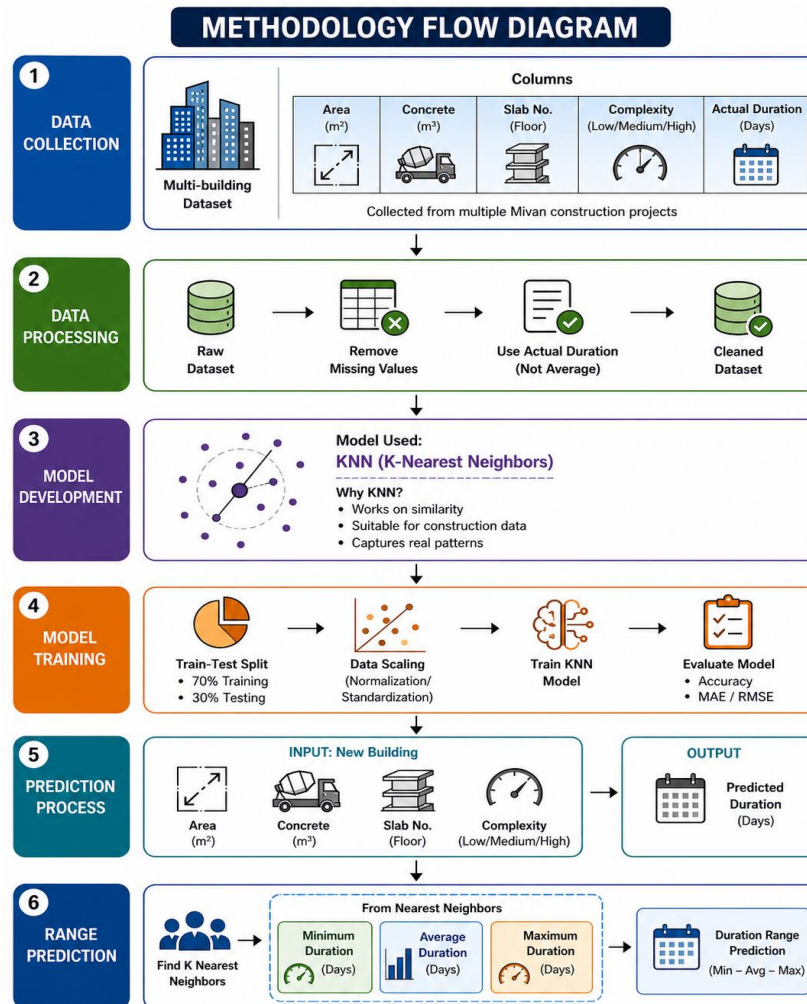 METHODOLOGY FLOW DIAGRAM
1
DATA
COLLECTION
Multi-building
Dataset
Columns
Area
(m²)
Concrete
(m³)
Slab No.
(Floor)
Complexity
(Low/Medium/High)
Actual Duration
(Days)
Collected from multiple Mivan construction projects
2
DATA
PROCESSING
Raw
Dataset
Remove
Missing Values
Use Actual Duration
(Not Average)
Cleaned
Dataset
3
MODEL
DEVELOPMENT
Model Used:
KNN (K-Nearest Neighbors)
Why KNN?
• Works on similarity
• Suitable for construction data
• Captures real patterns
4
MODEL
TRAINING
Train-Test Split
• 70% Training
• 30% Testing
Data Scaling
(Normalization/
Standardization)
Train KNN
Model
Evaluate Model
• Accuracy
• MAE / RMSE
5
PREDICTION
PROCESS
INPUT: New Building
Area
(m²)
Concrete
(m³)
Slab No.
(Floor)
Complexity
(Low/Medium/High)
OUTPUT
Predicted
Duration
(Days)
6
RANGE
PREDICTION
Find K Nearest
Neighbors
From Nearest Neighbors
Minimum
Duration
(Days)
Average
Duration
(Days)
Maximum
Duration
(Days)
Duration Range
Prediction
(Min – Avg – Max)